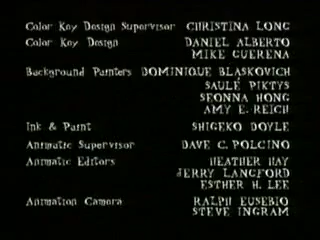 Color Key Design Supervisor CHRISTINA LONG
Color Key Design DANIEL ALBERTO
MIKE GUERENA
Background Painters DOMINIQUE BLASKOVICH
SAULE PIKTYS
SEONNA HONG
AMY E. REICH
Ink & Paint SHIGEKO DOYLE
Animatic Supervisor DAVE C. POLCINO
Animatic Editors HEATHER HAY
JERRY LANGFORD
ESTHER H. LEE
Animation Camera RALPH EUSEBIO
STEVE INGRAM